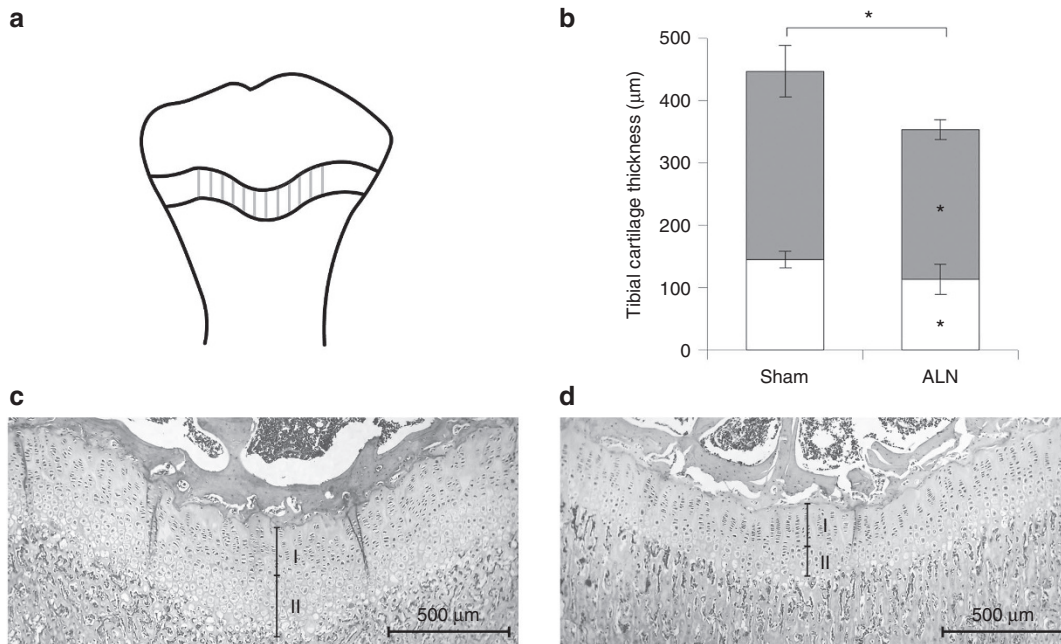 a
b
*
500
400
300
200
100
0
Tibial cartilage thickness (μm)
*
*
Sham
ALN
c
I
II
500 μm
d
I
II
500 μm